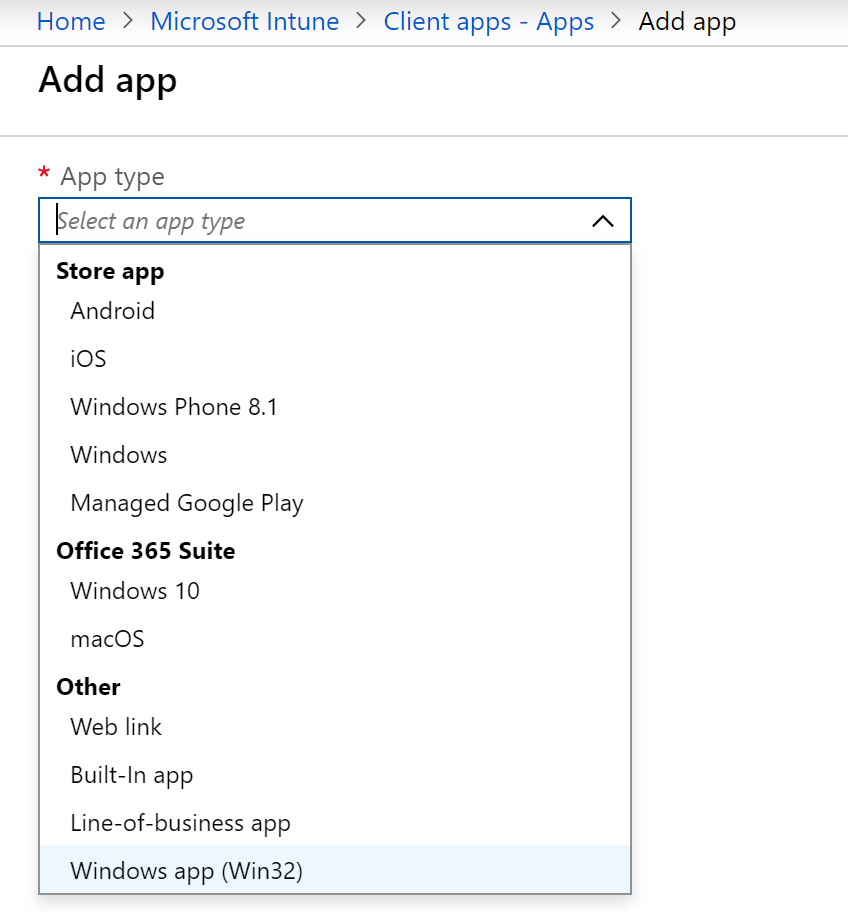 Home > Microsoft Intune > Client apps - Apps > Add app
Add app
* App type
Select an app type
Store app
Android
iOS
Windows Phone 8.1
Windows
Managed Google Play
Office 365 Suite
Windows 10
macOS
Other
Web link
Built-In app
Line-of-business app
Windows app (Win32)